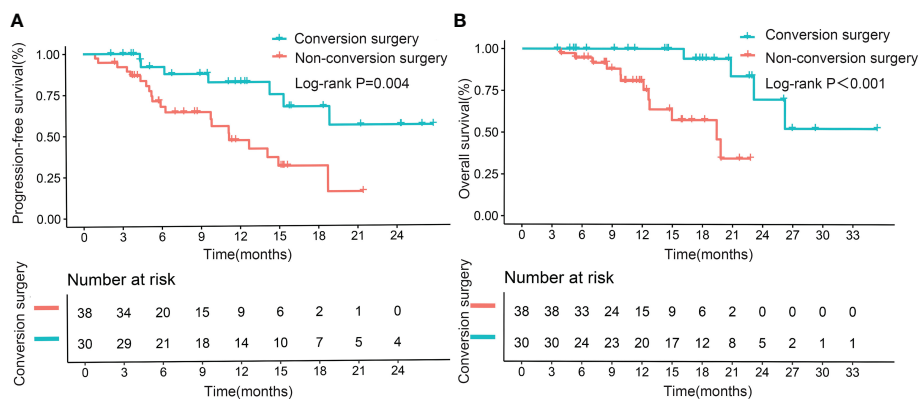 A
Conversion surgery
Non-conversion surgery
Log-rank P=0.004
Progression-free survival(%)
1.00
0.75
0.50
0.25
0.00
0 3 6 9 12 15 18 21 24
Time(months)
Number at risk
Conversion surgery
38 34 20 15 9 6 2 1 0
30 29 21 18 14 10 7 5 4
0 3 6 9 12 15 18 21 24
Time(months)
B
Conversion surgery
Non-conversion surgery
Log-rank P<0.001
Overall survival(%)
1.00
0.75
0.50
0.25
0.00
0 3 6 9 12 15 18 21 24 27 30 33
Time(months)
Number at risk
Conversion surgery
38 38 33 24 15 9 6 2 0 0 0 0
30 30 24 23 20 17 12 8 5 2 1 1
0 3 6 9 12 15 18 21 24 27 30 33
Time(months)